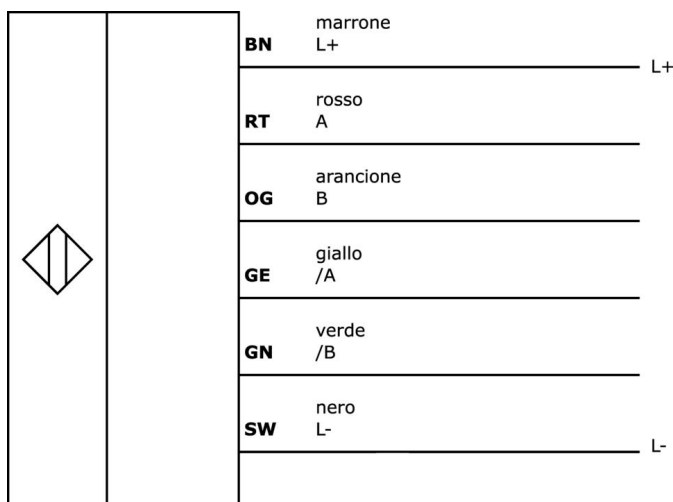 marrone
BN L+
L+
rosso
RT A
arancione
OG B
giallo
GE /A
verde
GN /B
nero
SW L-
L-